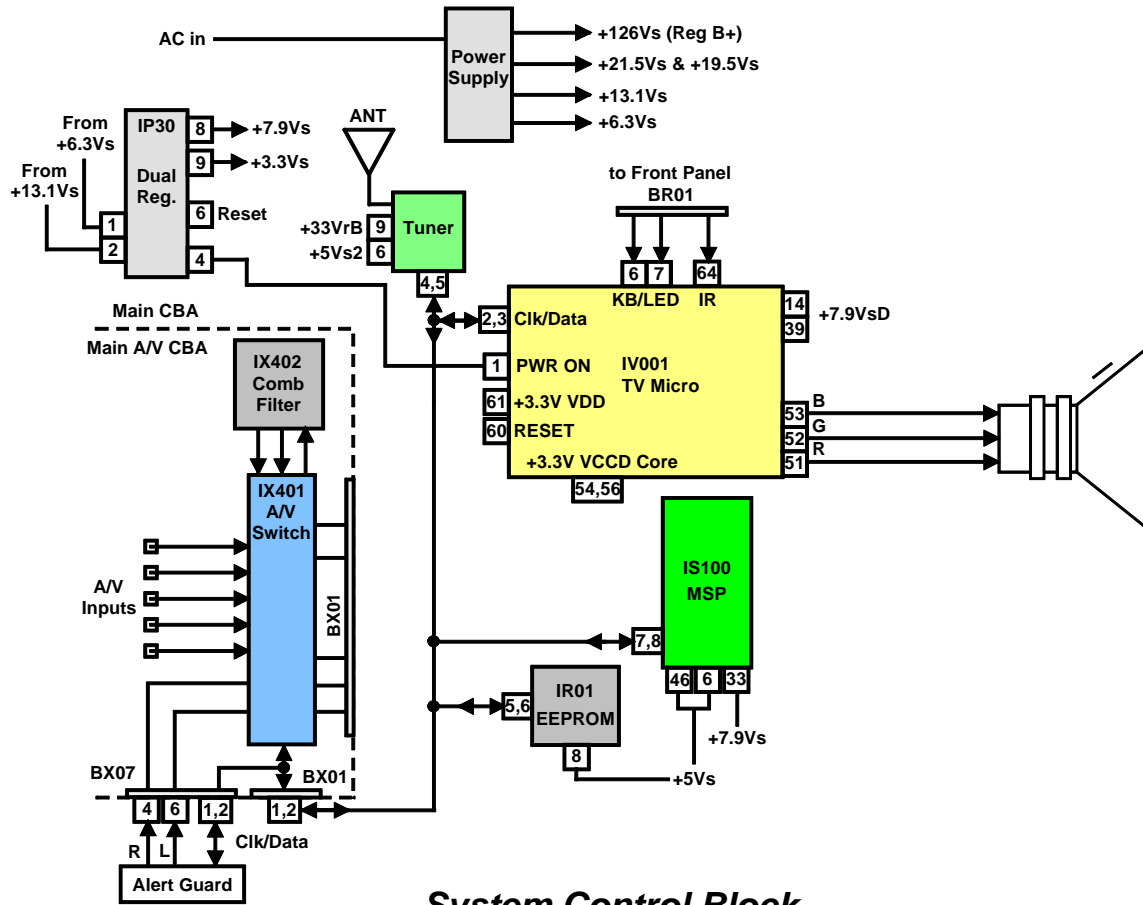 AC in
Power
Supply
+126Vs (Reg B+)
+21.5Vs & +19.5Vs
+13.1Vs
+6.3Vs
From
+6.3Vs
From
+13.1Vs
IP30
Dual
Reg.
8
+7.9Vs
9
+3.3Vs
6
Reset
4
1
2
ANT
Tuner
+33VrB
9
+5Vs2
6
4,5
to Front Panel
BR01
6
7
64
KB/LED
IR
2,3
Clk/Data
1
PWR ON
61
+3.3V VDD
60
RESET
+3.3V VCCD Core
54,56
IV001
TV Micro
14
39
+7.9VsD
53
B
52
G
51
R
Main CBA
Main A/V CBA
IX402
Comb
Filter
IX401
A/V
Switch
A/V
Inputs
BX01
IS100
MSP
7,8
46
6
33
+7.9Vs
+5Vs
IR01
EEPROM
5,6
8
BX07
BX01
4
6
1,2
1,2
Clk/Data
R
L
Alert Guard
System Control Block